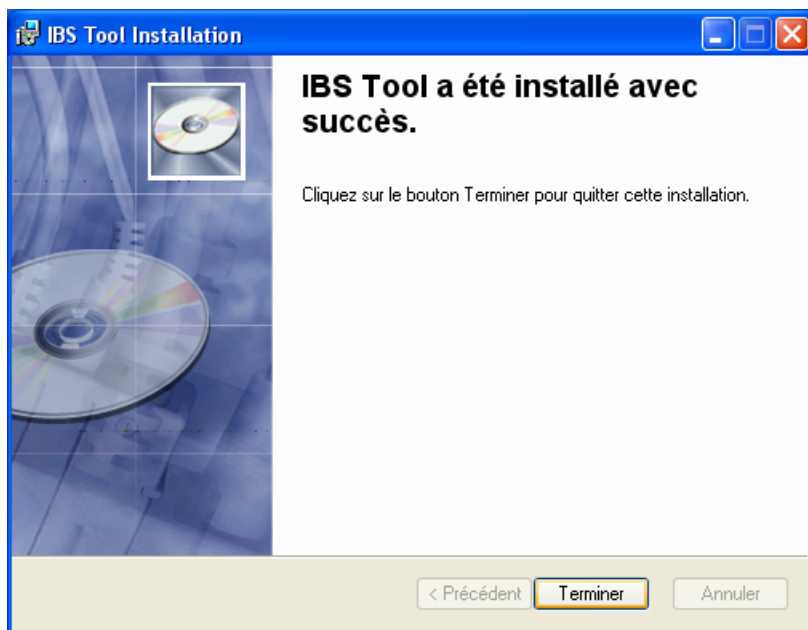 IBS Tool Installation
IBS Tool a été installé avec
succès.
Cliquez sur le bouton Terminer pour quitter cette installation.
< Précédent Terminer Annuler